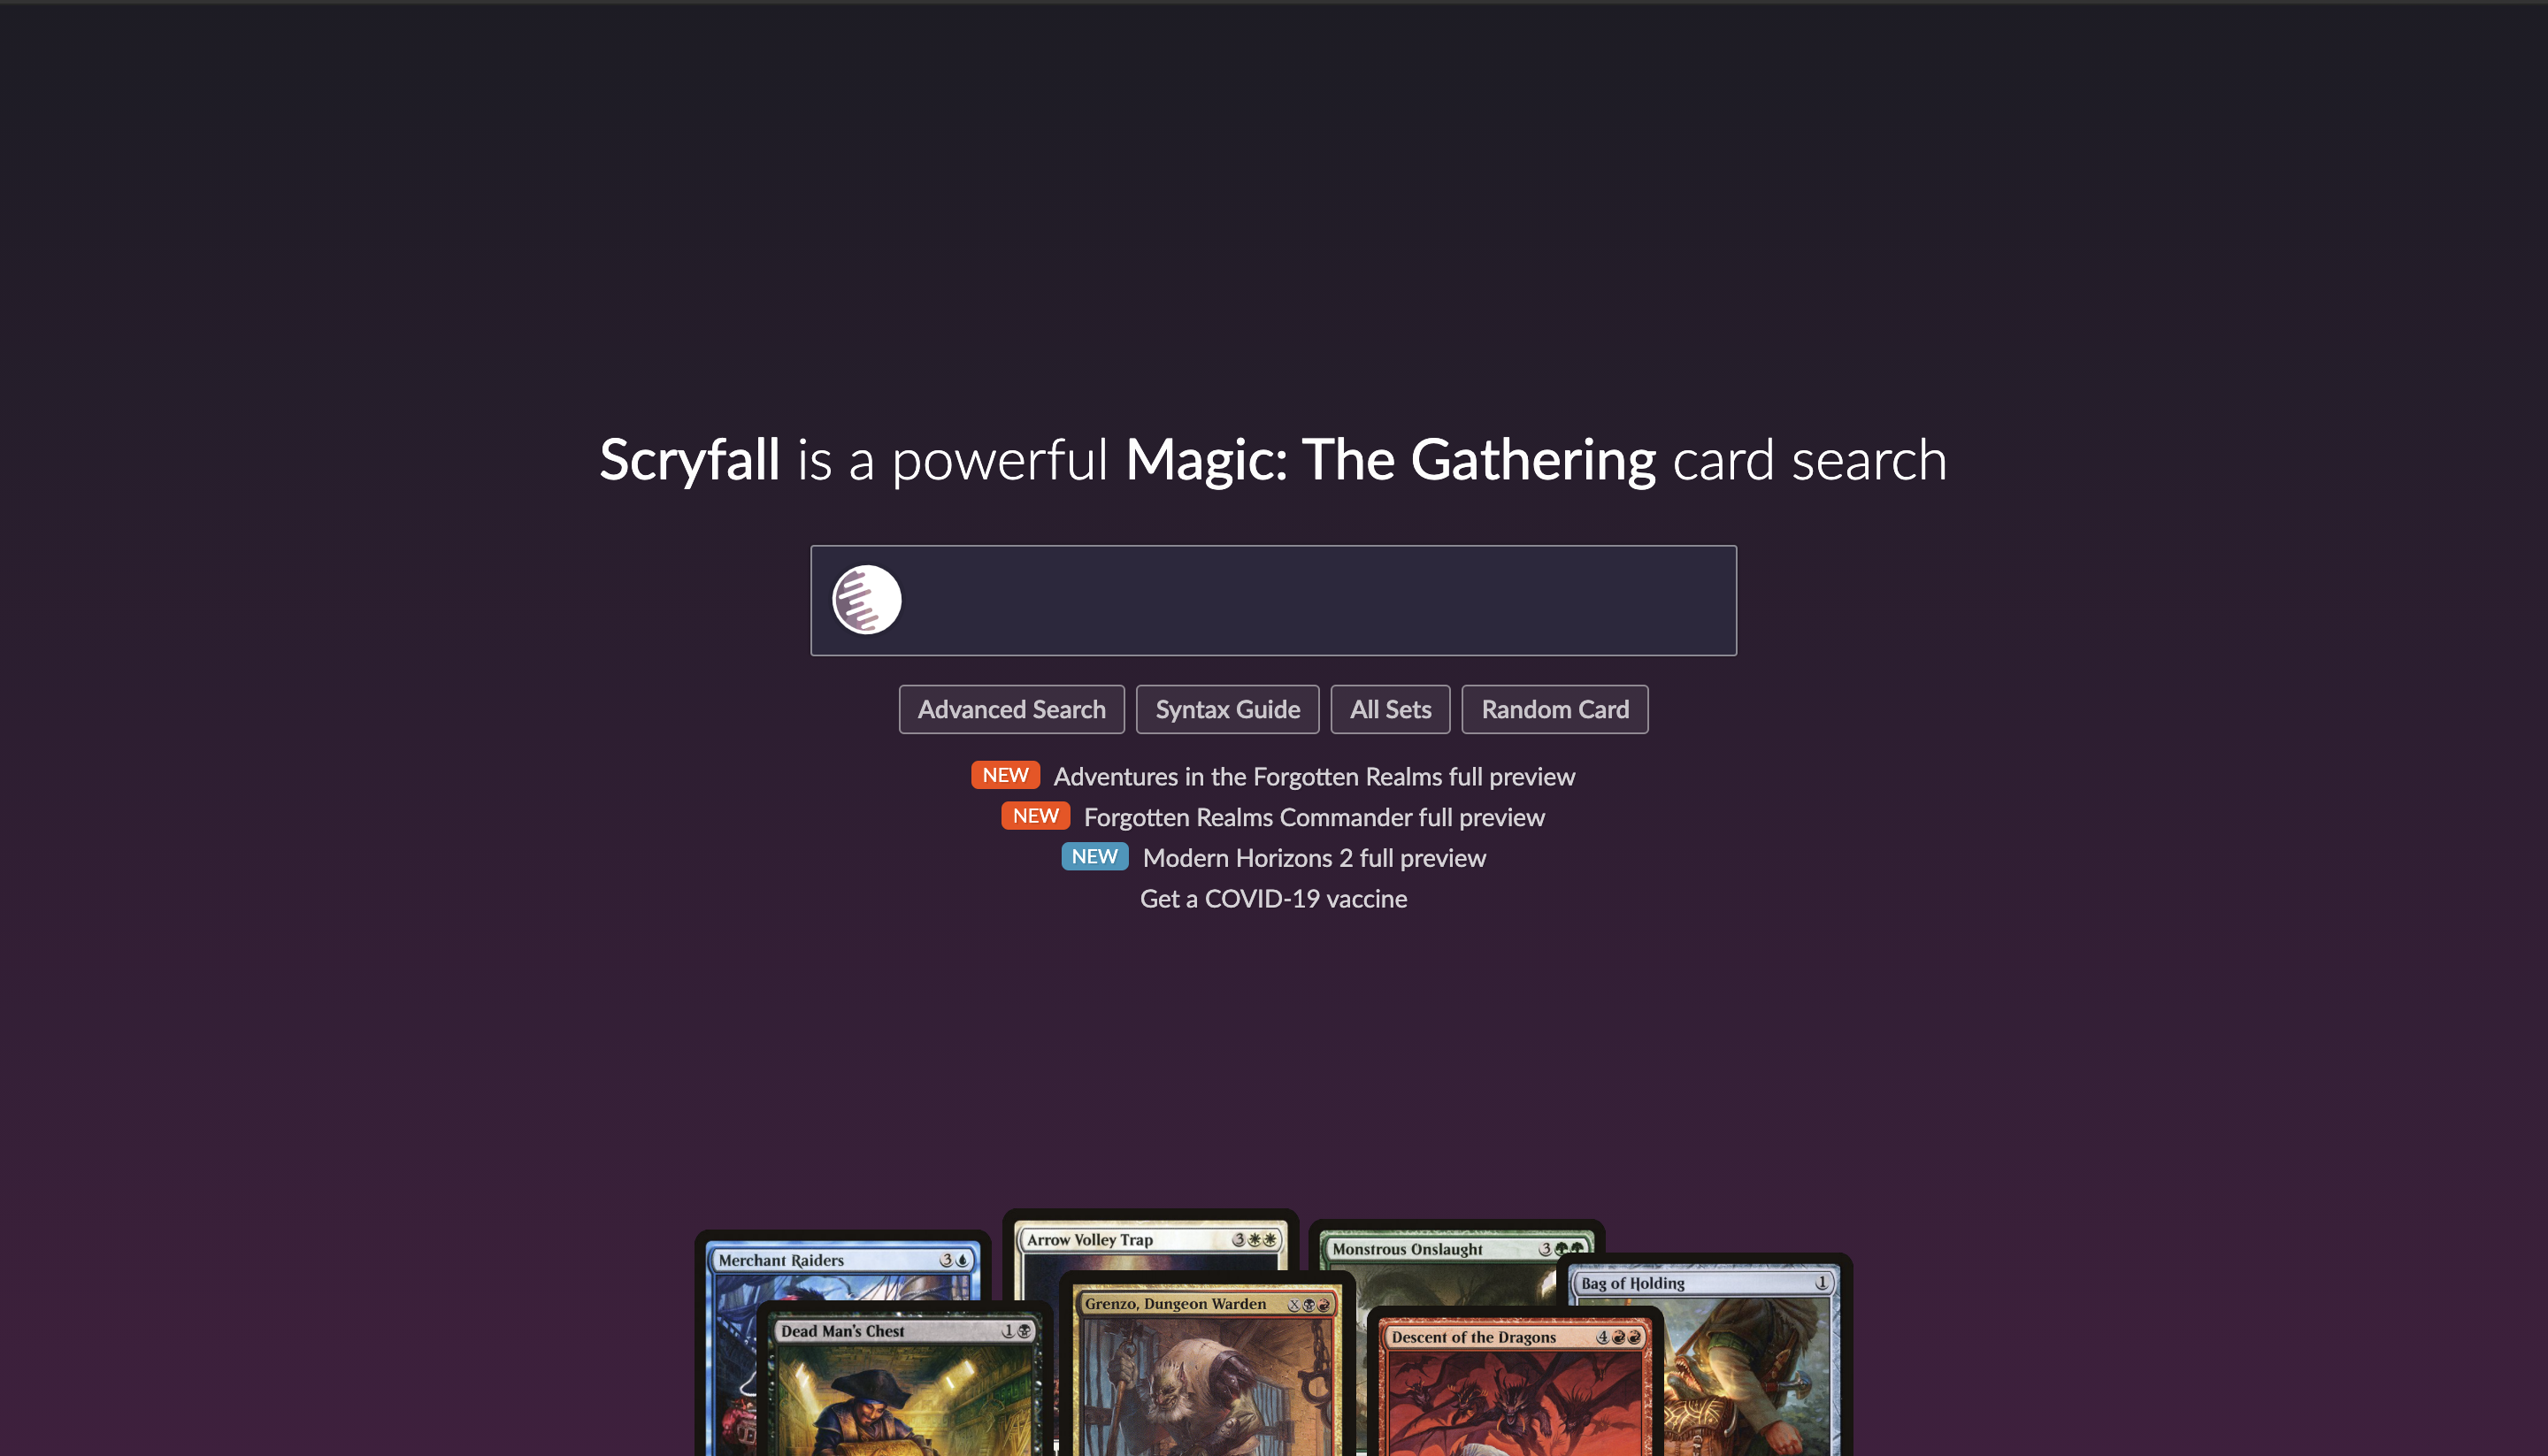 Scryfall is a powerful Magic: The Gathering card search
Advanced Search
Syntax Guide
All Sets
Random Card
NEW Adventures in the Forgotten Realms full preview
NEW Forgotten Realms Commander full preview
NEW Modern Horizons 2 full preview
Get a COVID-19 vaccine
Arrow Volley Trap 3
Monstrous Onslaught 3
Merchant Raiders 3
Bag of Holding 1
Grenzo, Dungeon Warden X
Dead Man's Chest 1
Descent of the Dragons 4